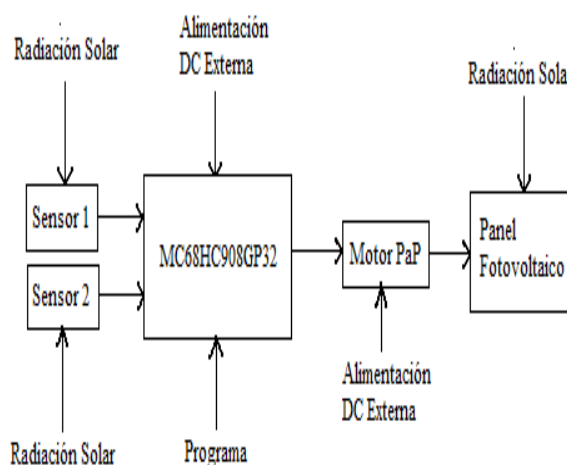 Radiación Solar
Alimentación
DC Externa
Radiación Sola
Sensor 1
Sensor 2
MC68HC908GP32
Motor PaP
Panel
Fotovoltaico
Alimentación
DC Externa
Radiación Solar
Programa